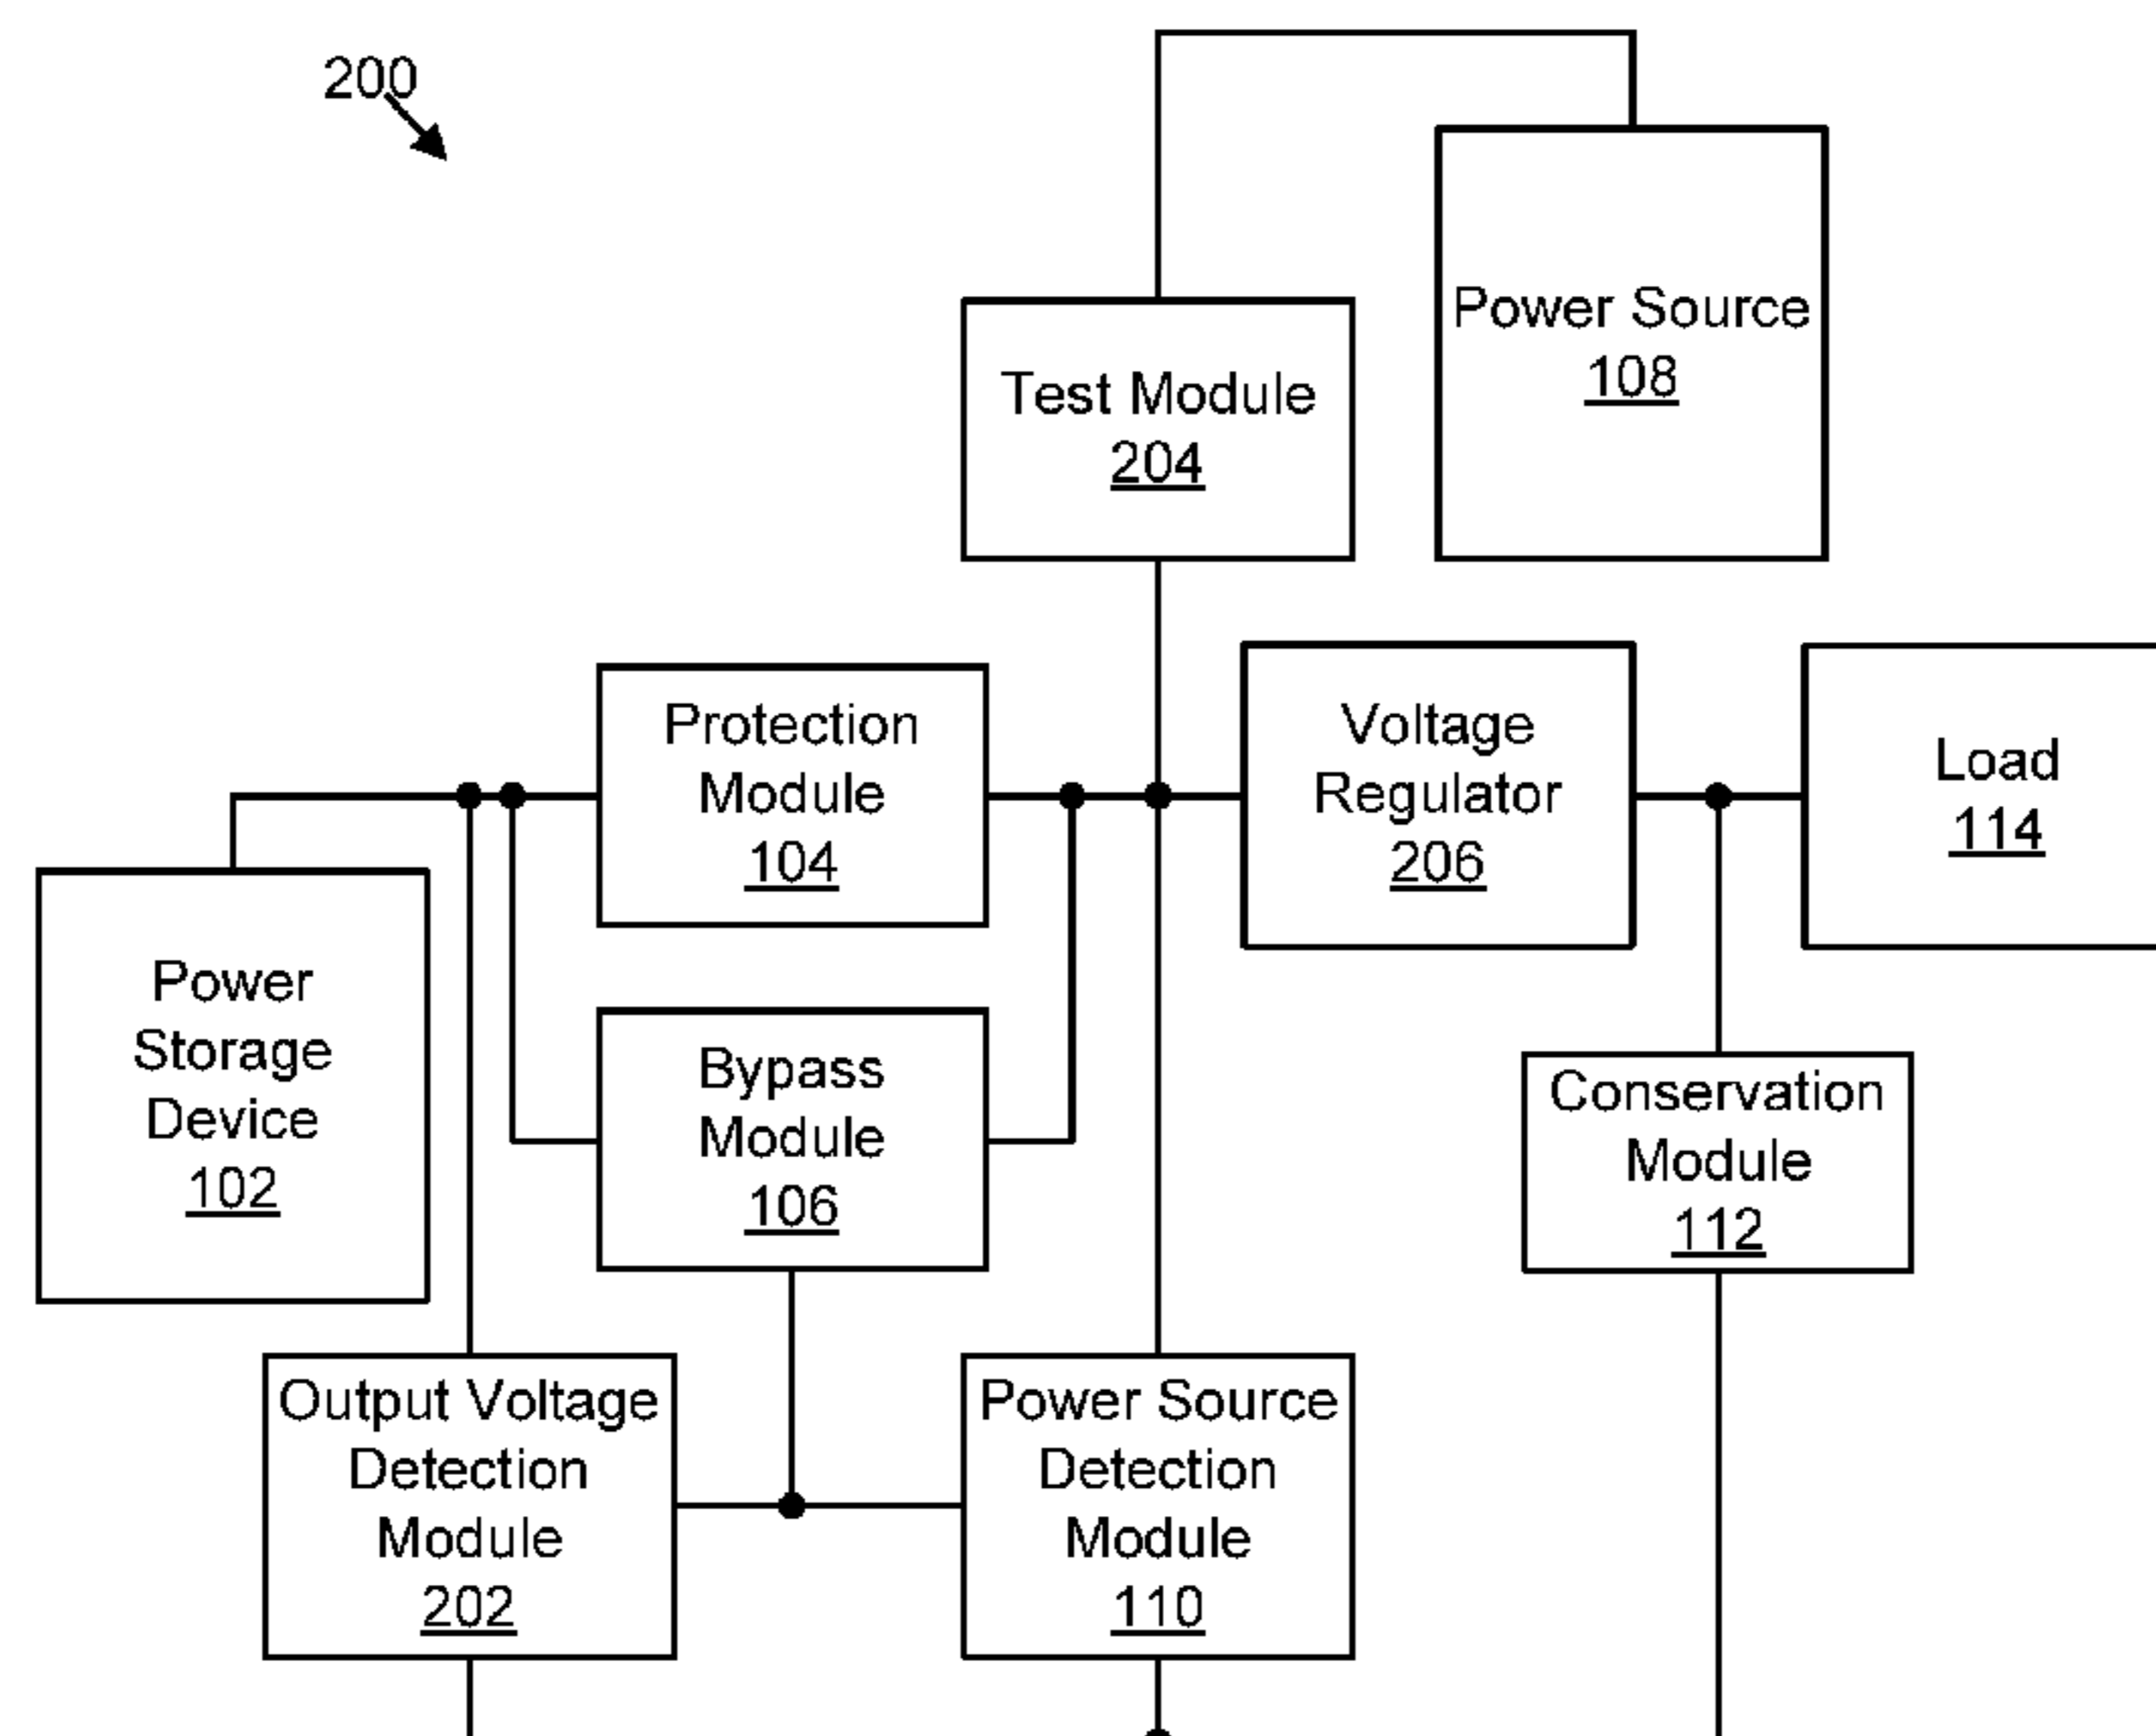 200
Power Source
108
Test Module
204
Protection
Module
104
Voltage
Regulator
206
Load
114
Power
Storage
Device
102
Bypass
Module
106
Conservation
Module
112
Output Voltage
Detection
Module
202
Power Source
Detection
Module
110